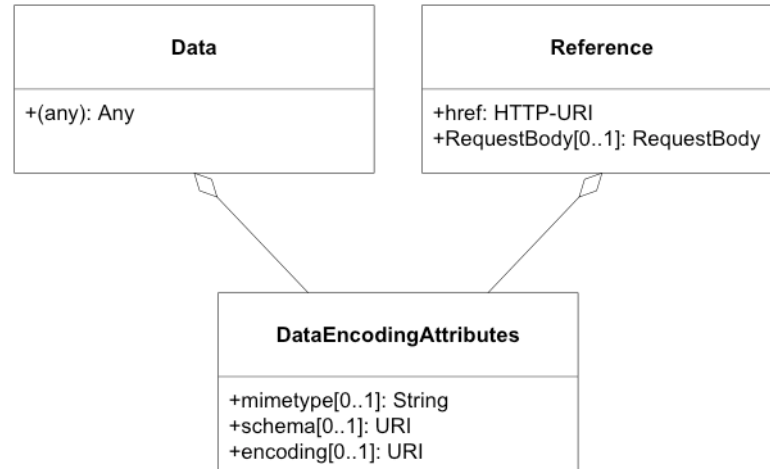 Data
+(any): Any
Reference
+href: HTTP-URI
+RequestBody[0..1]: RequestBody
DataEncodingAttributes
+mimetype[0..1]: String
+schema[0..1]: URI
+encoding[0..1]: URI